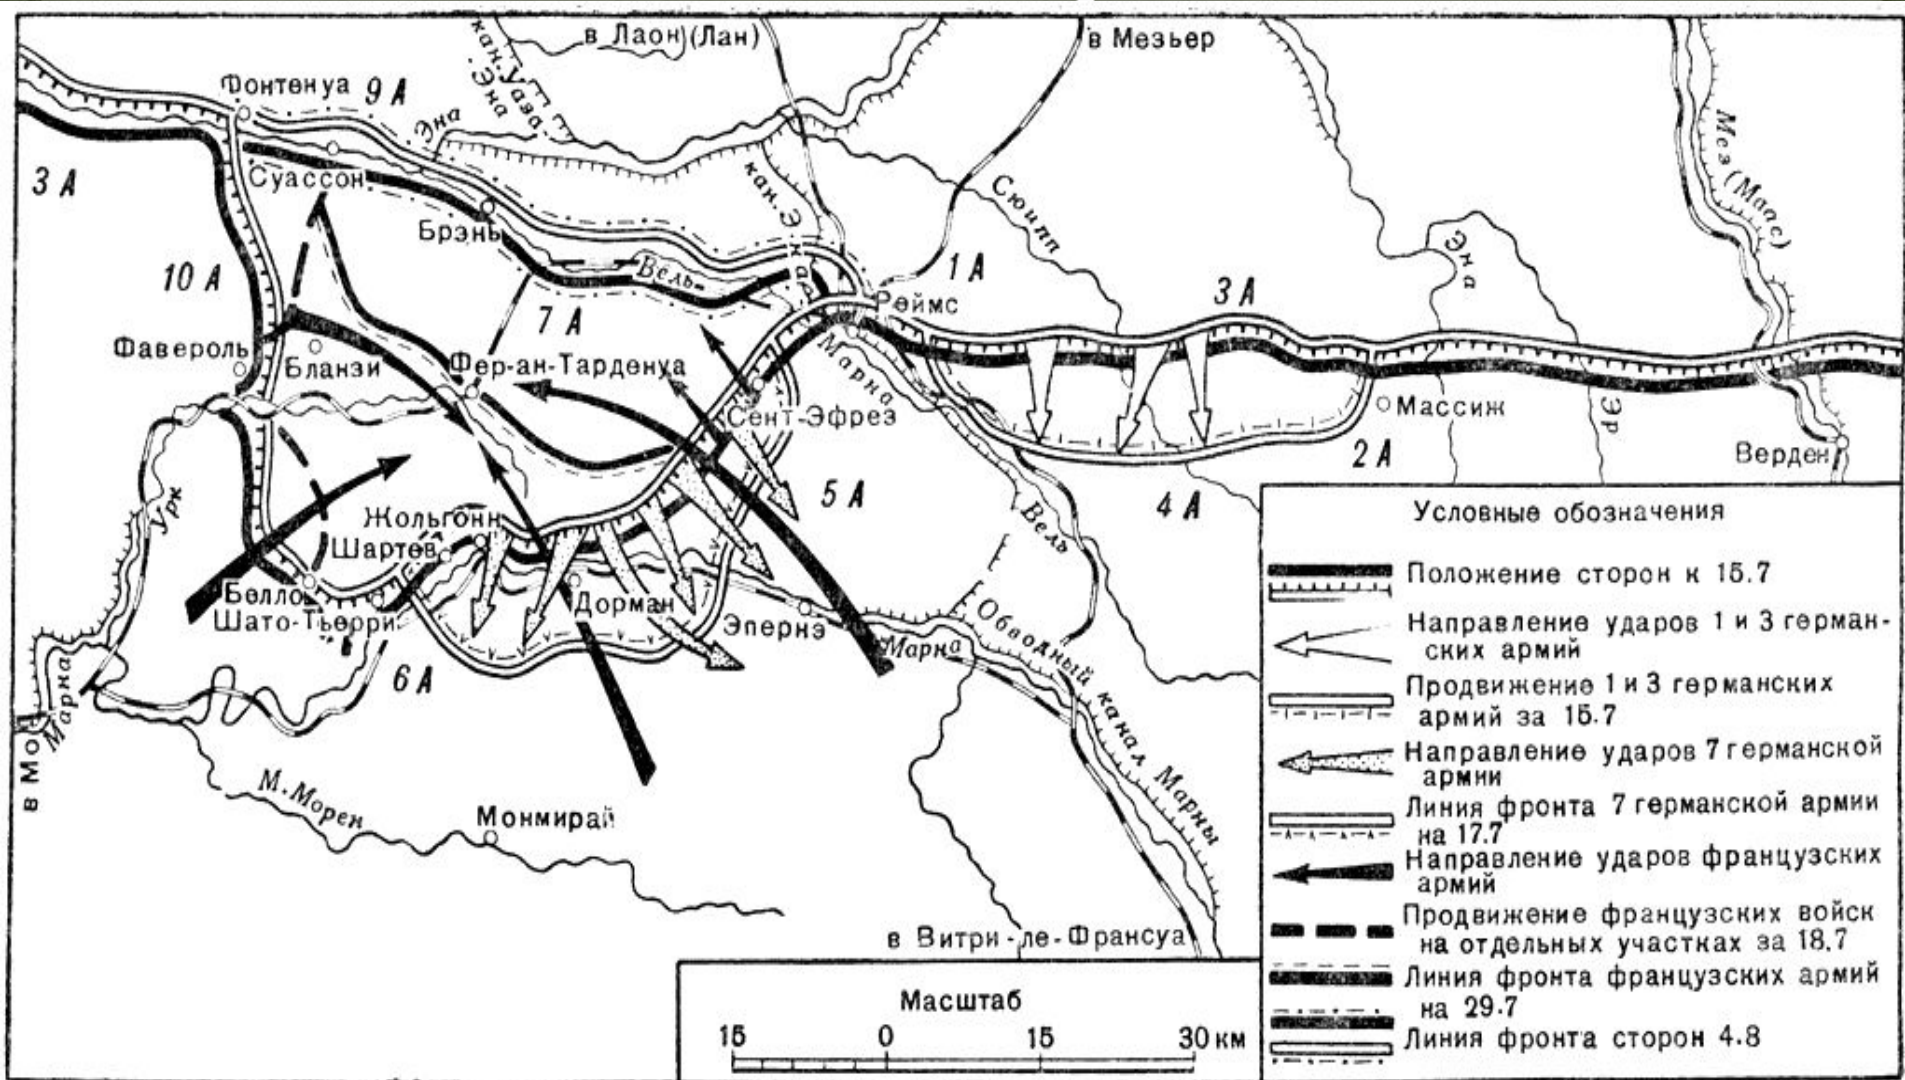 в Лаон (Лан)
в Мезьер
кан. Уаза-
Эна
Фонтенуа
9 А
Эна
Мез (Маас)
3 А
Суассон
кан. Э
Сюипп
Брэнь
Эна
10 А
Вель
1 А
3 А
7 А
Реймс
Фавероль
Бланзи
Фер-ан-Тарденуа
Марна
Сент-Эфрез
Массиж
Эр
2 А
Верден
Урк
5 А
4 А
Жольгонн
Вель
Шартев
Белло
Шато-Тьерри
Дорман
Эпернэ
Марна
Обводный канал Марны
6 А
Марна
в Мо
М. Морен
Монмирай
в Витри-ле-Франсуа
Условные обозначения
Положение сторон к 15.7
Направление ударов 1 и 3 герман-
ских армий
Продвижение 1 и 3 германских
армий за 15.7
Направление ударов 7 германской
армии
Линия фронта 7 германской армии
на 17.7
Направление ударов французских
армий
Продвижение французских войск
на отдельных участках за 18.7
Линия фронта французских армий
на 29.7
Линия фронта сторон 4.8
Масштаб
15 0 15 30 км